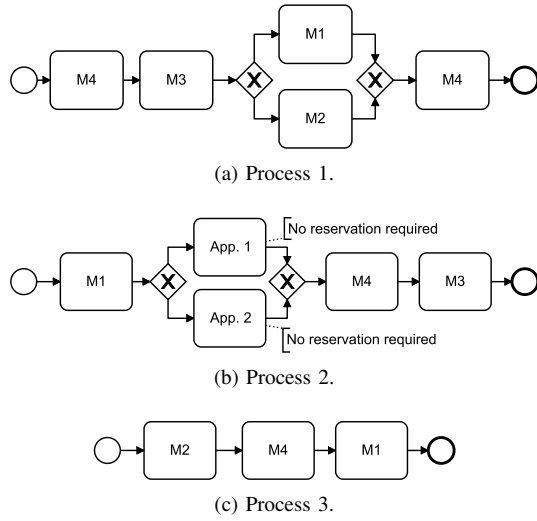 M1
M4
M3
X
X
M4
M2
(a) Process 1.
No reservation required
App. 1
M1
X
X
M4
M3
App. 2
No reservation required
(b) Process 2.
M2
M4
M1
(c) Process 3.